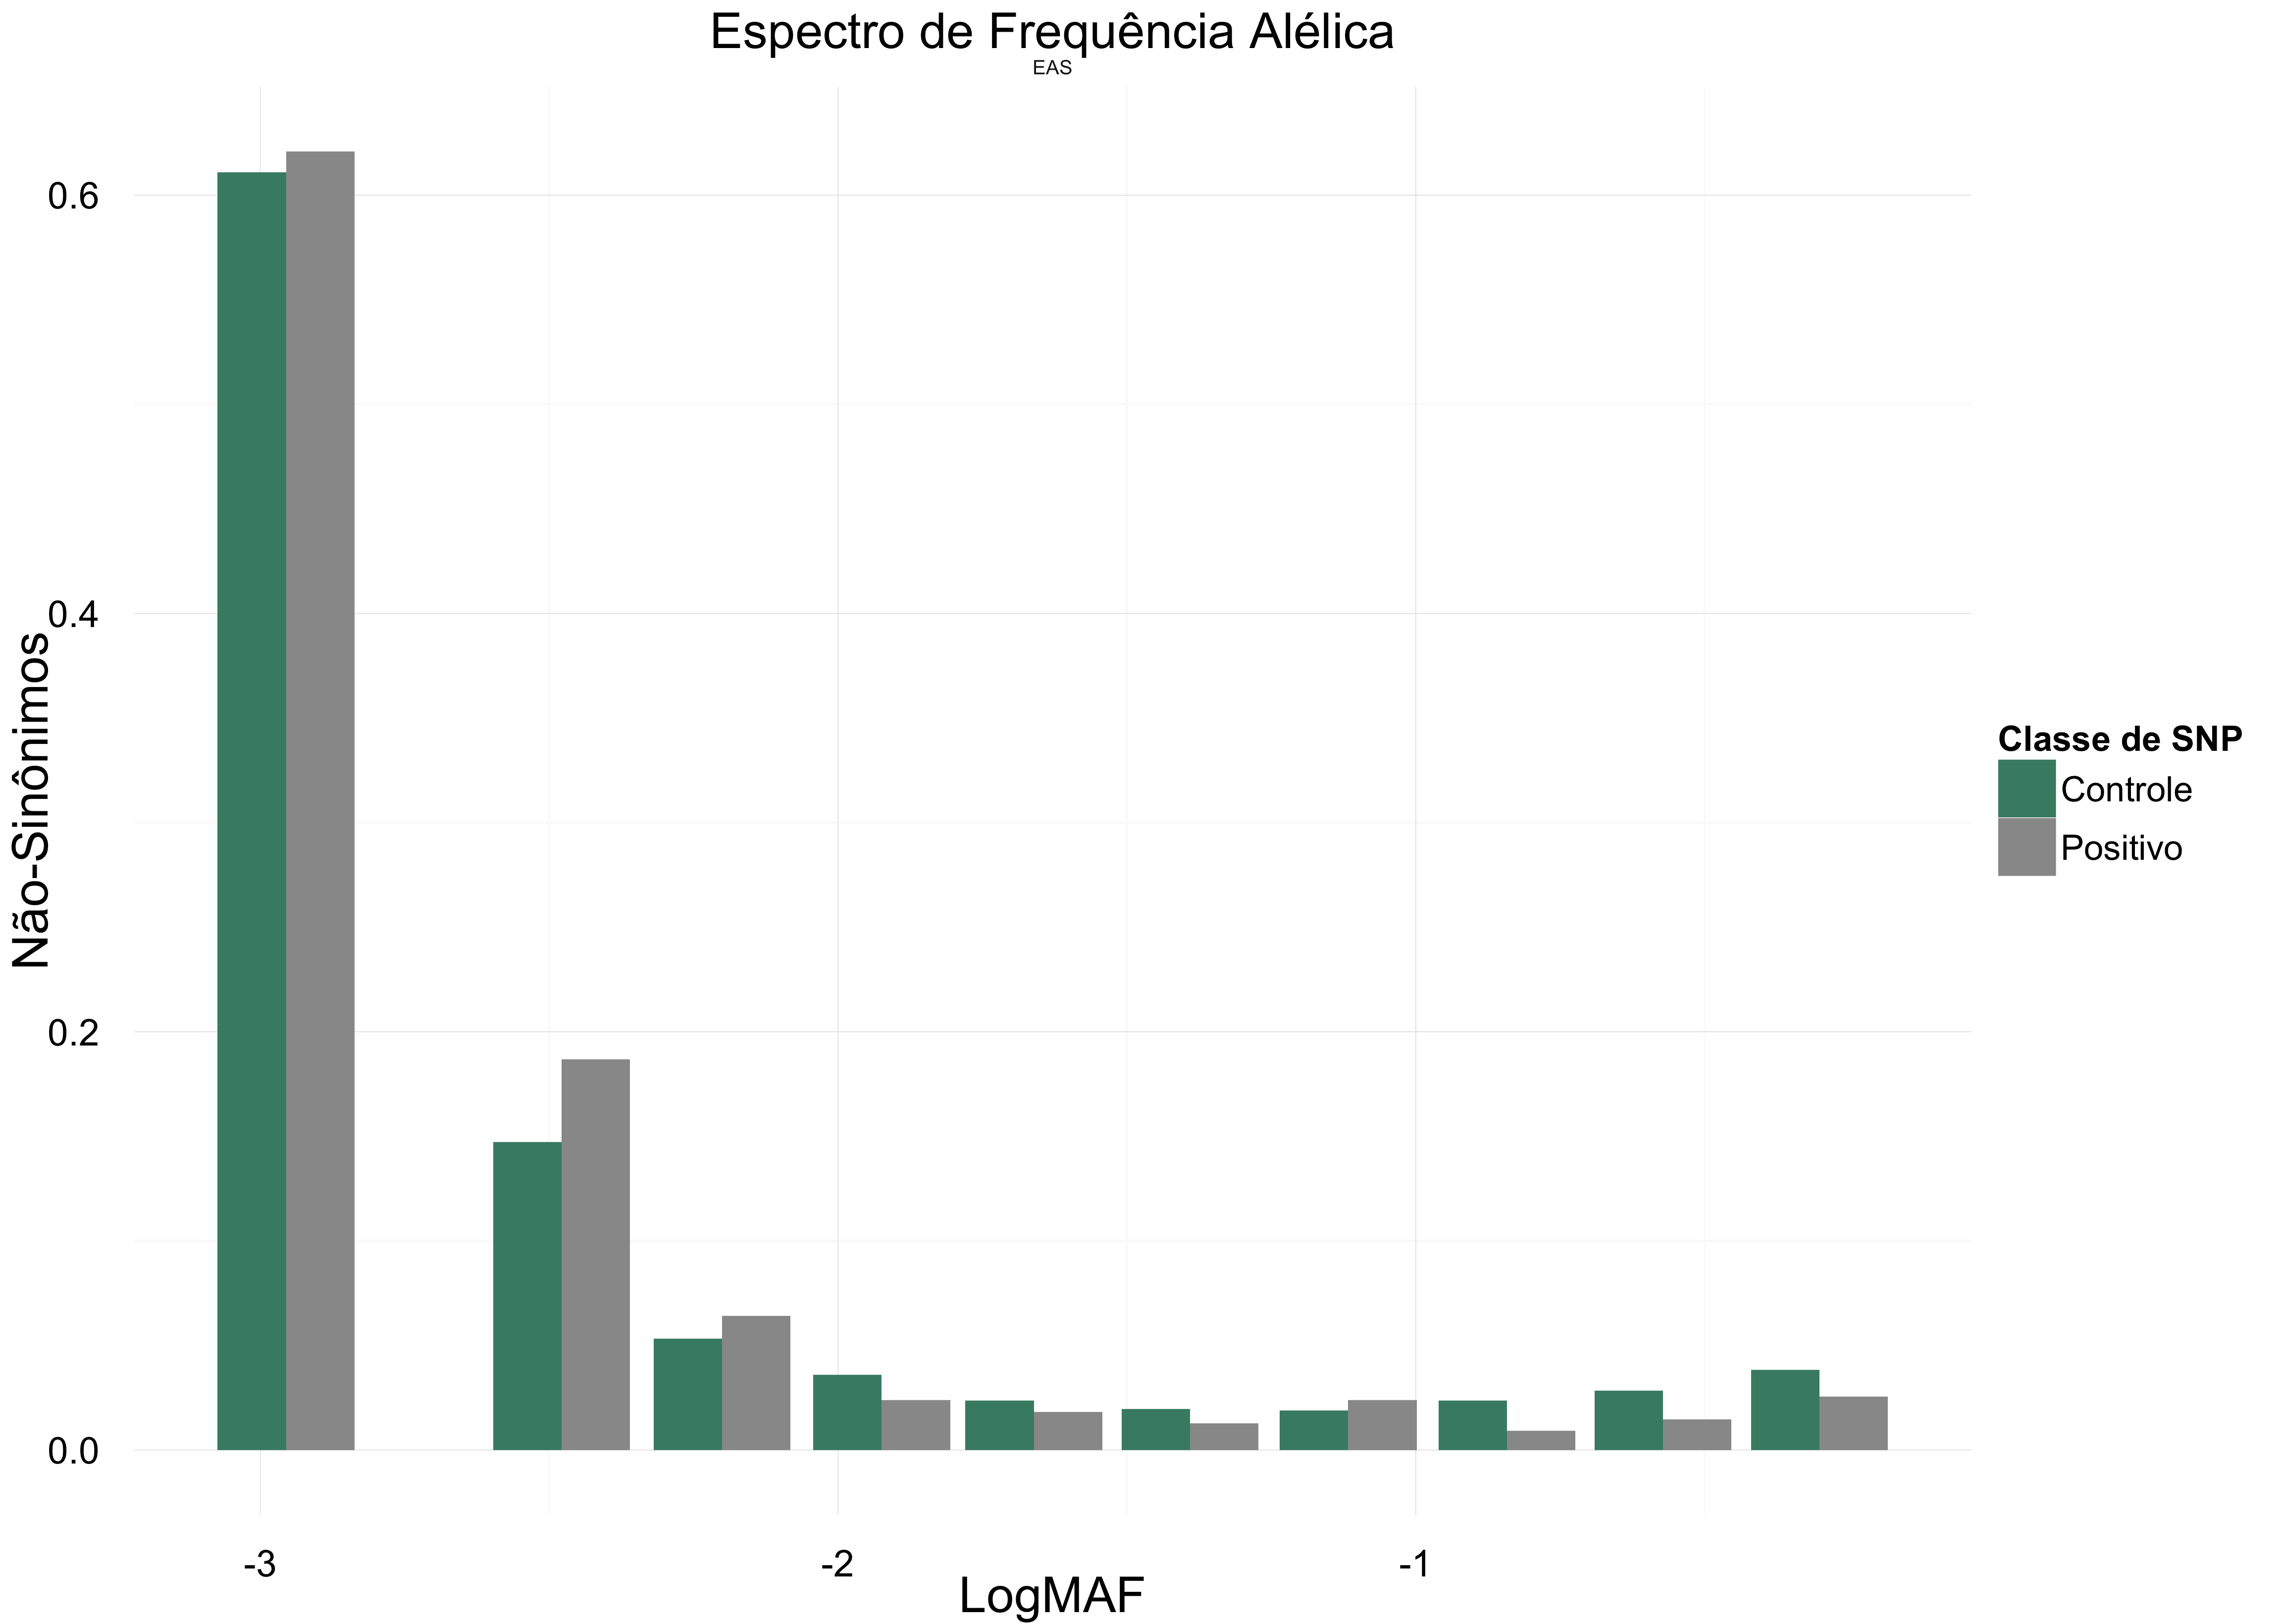 Espectro de Frequência Alélica
EAS
Não-Sinônimos
0.6
0.4
0.2
0.0
-3
-2
-1
LogMAF
Classe de SNP
Controle
Positivo